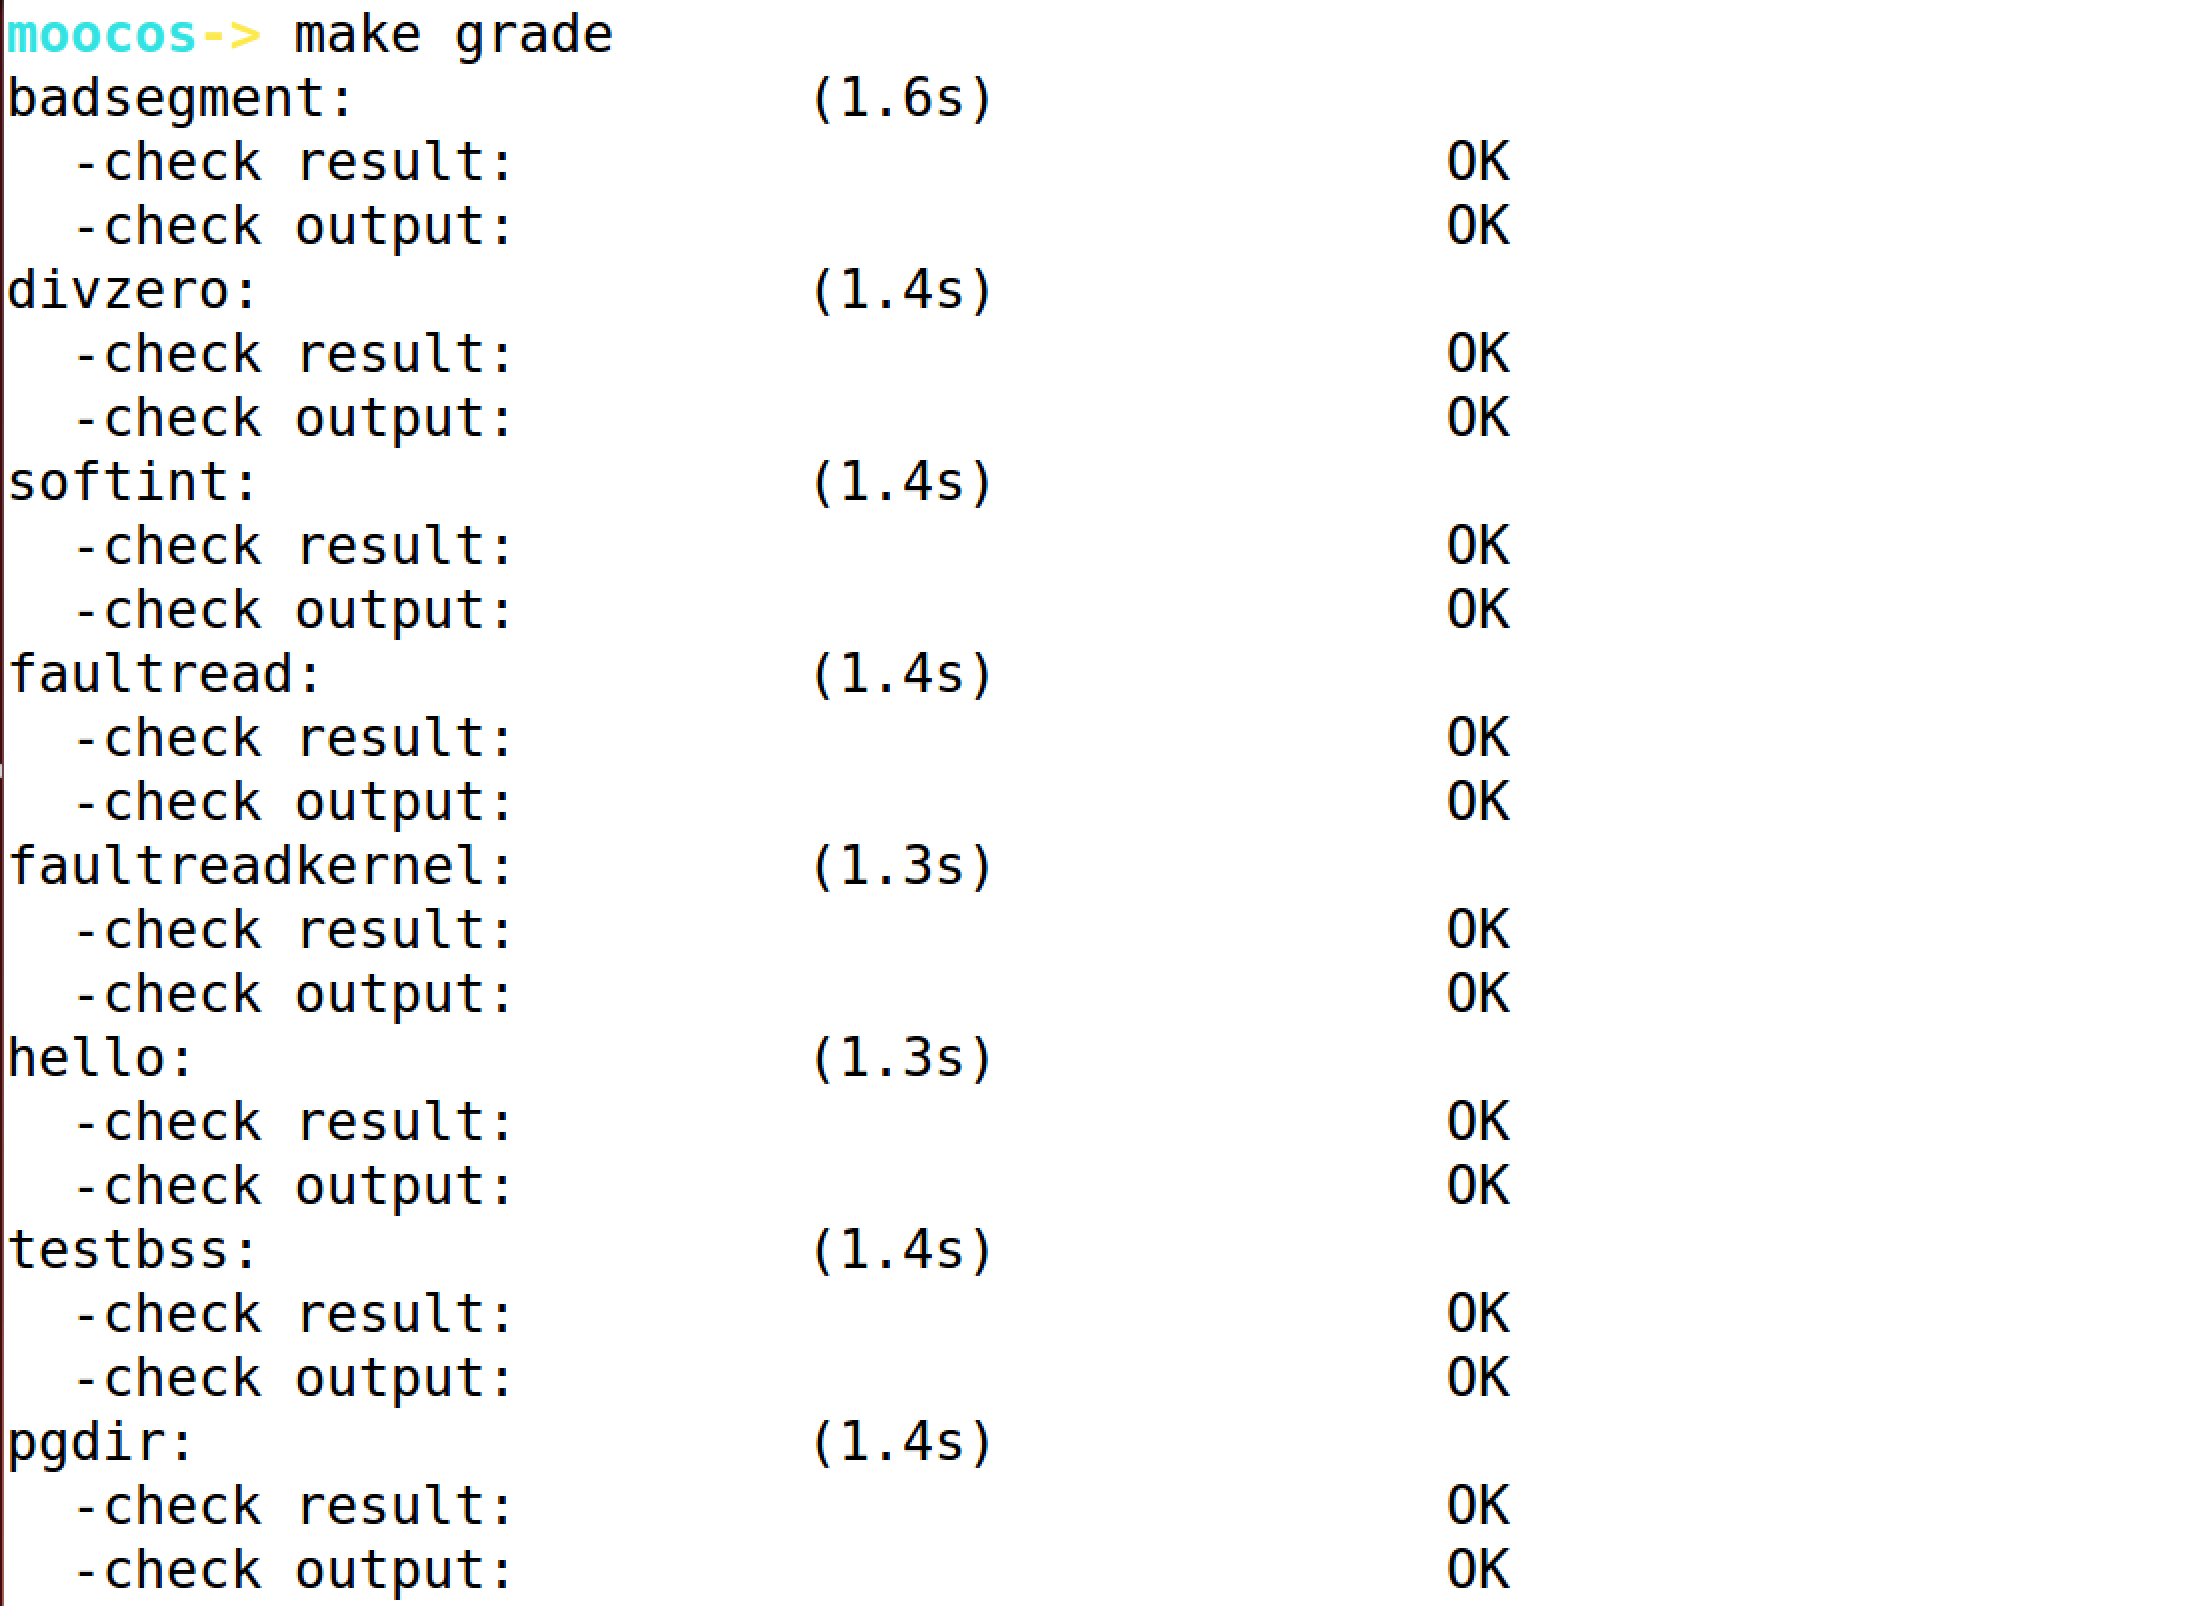 moocos-> make grade
badsegment: (1.6s)
  -check result: OK
  -check output: OK
divzero: (1.4s)
  -check result: OK
  -check output: OK
softint: (1.4s)
  -check result: OK
  -check output: OK
faultread: (1.4s)
  -check result: OK
  -check output: OK
faultreadkernel: (1.3s)
  -check result: OK
  -check output: OK
hello: (1.3s)
  -check result: OK
  -check output: OK
testbss: (1.4s)
  -check result: OK
  -check output: OK
pgdir: (1.4s)
  -check result: OK
  -check output: OK